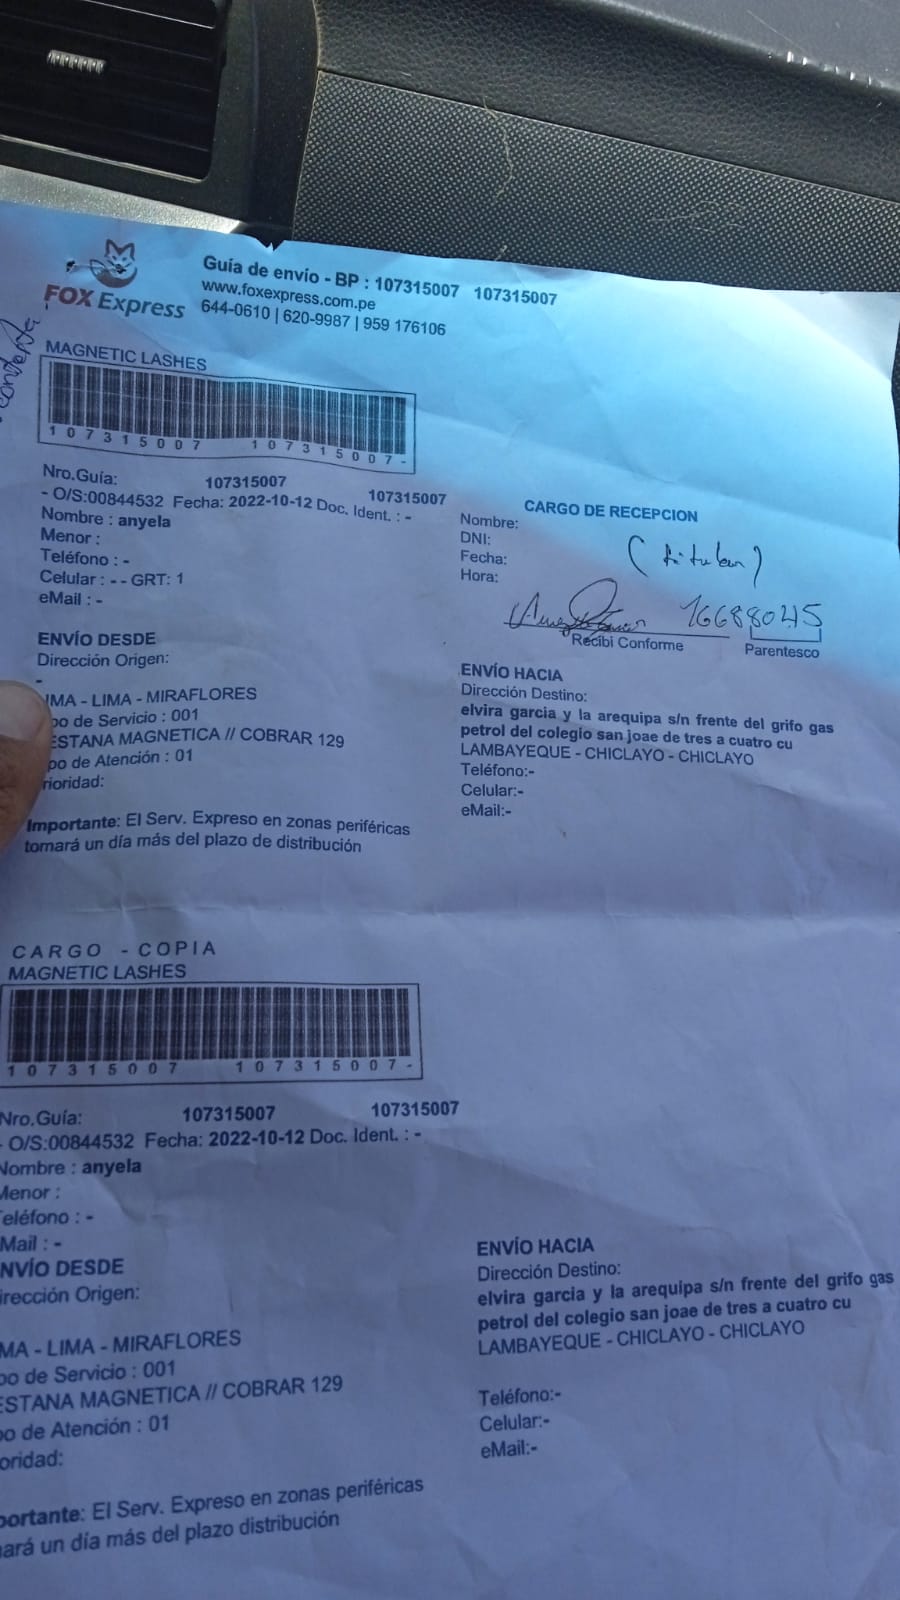 FOX Express
Guía de envío - BP : 107315007 107315007
www.foxexpress.com.pe
644-0610 | 620-9987 | 959 176106
MAGNETIC LASHES
107315007 107315007-
Nro.Guía: 107315007 107315007
- O/S:00844532 Fecha: 2022-10-12 Doc. Ident. : -
Nombre : anyela
Menor :
Teléfono : -
Celular : - - GRT: 1
eMail : -
CARGO DE RECEPCION
Nombre:
DNI:
Fecha:
Hora:
(titular)
16688045
Recibi Conforme Parentesco
ENVÍO DESDE
Dirección Origen:
-
IMA - LIMA - MIRAFLORES
po de Servicio : 001
ESTANA MAGNETICA // COBRAR 129
po de Atención : 01
rioridad:
ENVÍO HACIA
Dirección Destino:
elvira garcia y la arequipa s/n frente del grifo gas
petrol del colegio san joae de tres a cuatro cu
LAMBAYEQUE - CHICLAYO - CHICLAYO
Teléfono:-
Celular:-
eMail:-
Importante: El Serv. Expreso en zonas periféricas
tomará un día más del plazo de distribución
CARGO - COPIA
MAGNETIC LASHES
107315007 107315007-
Nro.Guía: 107315007 107315007
- O/S:00844532 Fecha: 2022-10-12 Doc. Ident. : -
Nombre : anyela
Menor :
eléfono : -
Mail : -
NVÍO DESDE
irección Origen:
MA - LIMA - MIRAFLORES
po de Servicio : 001
ESTANA MAGNETICA // COBRAR 129
po de Atención : 01
oridad:
ENVÍO HACIA
Dirección Destino:
elvira garcia y la arequipa s/n frente del grifo gas
petrol del colegio san joae de tres a cuatro cu
LAMBAYEQUE - CHICLAYO - CHICLAYO
Teléfono:-
Celular:-
eMail:-
portante: El Serv. Expreso en zonas periféricas
ará un día más del plazo distribución